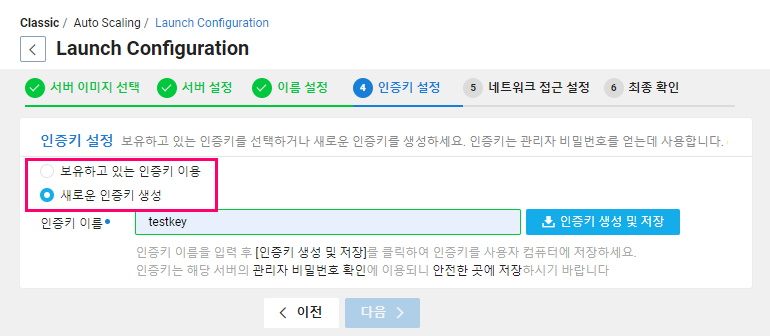 Classic / Auto Scaling / Launch Configuration
< Launch Configuration
서버 이미지 선택 서버 설정 이름 설정 4 인증키 설정 5 네트워크 접근 설정 6 최종 확인
인증키 설정 보유하고 있는 인증키를 선택하거나 새로운 인증키를 생성하세요. 인증키는 관리자 비밀번호를 얻는데 사용합니다.
보유하고 있는 인증키 이용
새로운 인증키 생성
인증키 이름 testkey 인증키 생성 및 저장
인증키 이름을 입력 후 [인증키 생성 및 저장]를 클릭하여 인증키를 사용자 컴퓨터에 저장하세요.
인증키는 해당 서버의 관리자 비밀번호 확인에 이용되니 안전한 곳에 저장하시기 바랍니다
< 이전 다음 >